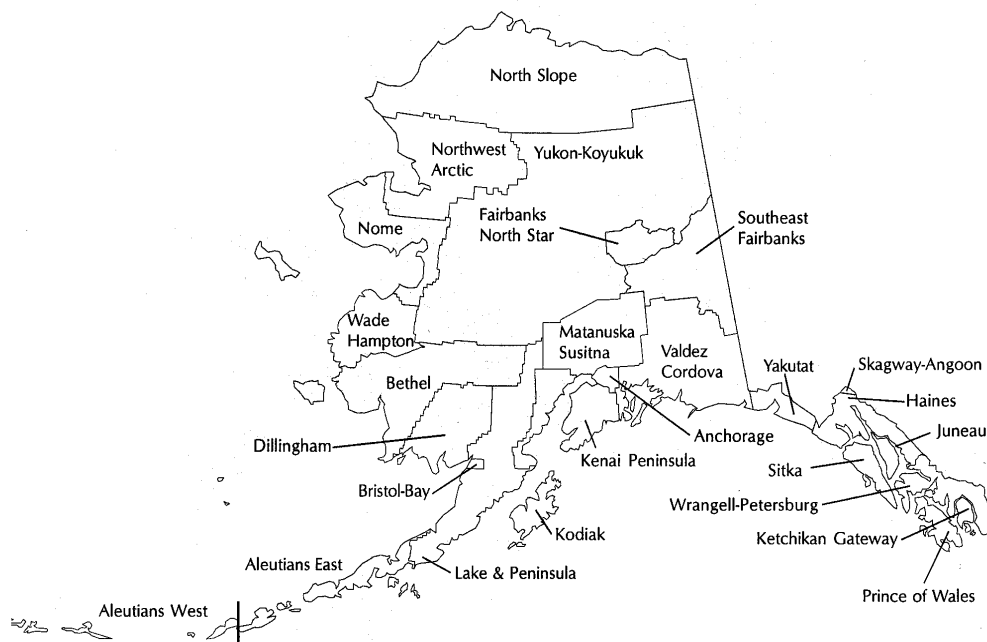 North Slope
Northwest
Arctic
Yukon-Koyukuk
Nome
Fairbanks
North Star
Southeast
Fairbanks
Wade
Hampton
Matanuska
Susitna
Valdez
Cordova
Bethel
Yakutat
Skagway-Angoon
Haines
Juneau
Dillingham
Anchorage
Kenai Peninsula
Sitka
Bristol-Bay
Wrangell-Petersburg
Kodiak
Ketchikan Gateway
Aleutians East
Lake & Peninsula
Prince of Wales
Aleutians West